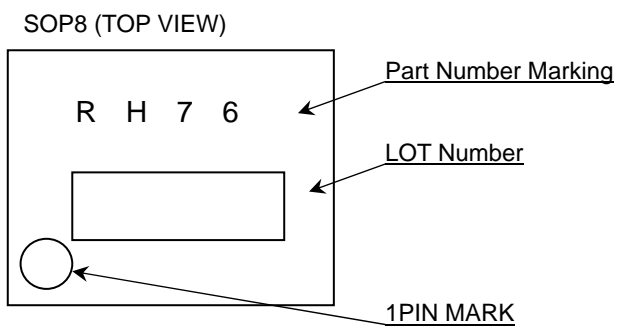 SOP8 (TOP VIEW)
Part Number Marking
R H 7 6
LOT Number
1PIN MARK